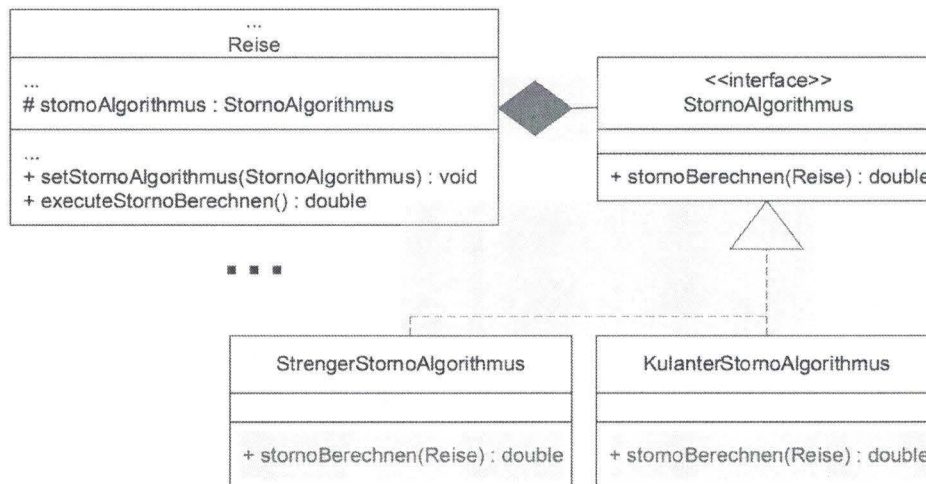 ...
Reise
...
# stornoAlgorithmus : StornoAlgorithmus
...
+ setStornoAlgorithmus(StornoAlgorithmus) : void
+ executeStornoBerechnen() : double
<<interface>>
StornoAlgorithmus
+ stornoBerechnen(Reise) : double
...
StrengerStornoAlgorithmus
+ stornoBerechnen(Reise) : double
KulanterStornoAlgorithmus
+ stornoBerechnen(Reise) : double